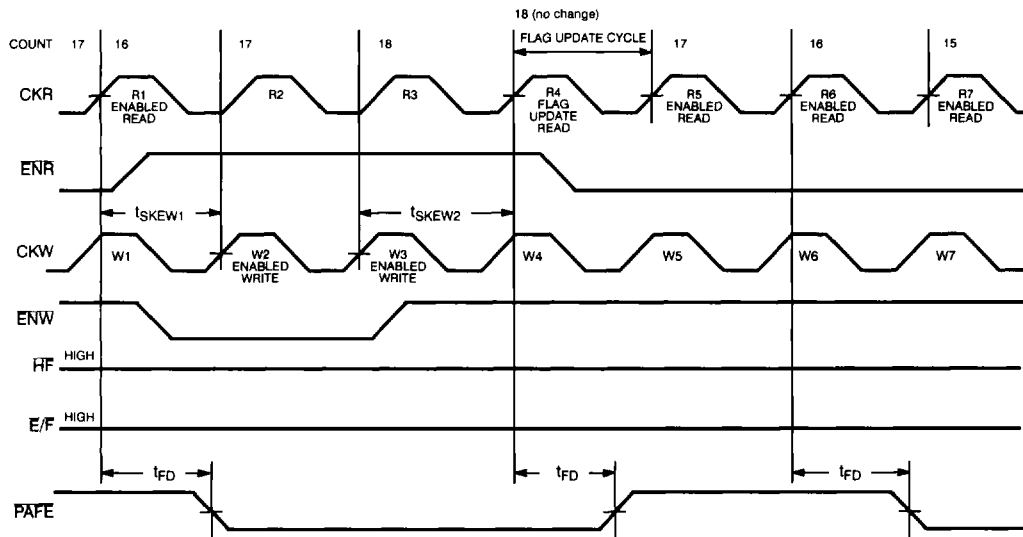 18 (no change)
COUNT 17 16 17 18 FLAG UPDATE CYCLE 17 16 15
CKR R1 ENABLED READ R2 R3 R4 FLAG UPDATE READ R5 ENABLED READ R6 ENABLED READ R7 ENABLED READ
ENR
tSKEW1 tSKEW2
CKW W1 W2 ENABLED WRITE W3 ENABLED WRITE W4 W5 W6 W7
ENW
HF HIGH
E/F HIGH
tFD tFD tFD
PAFE